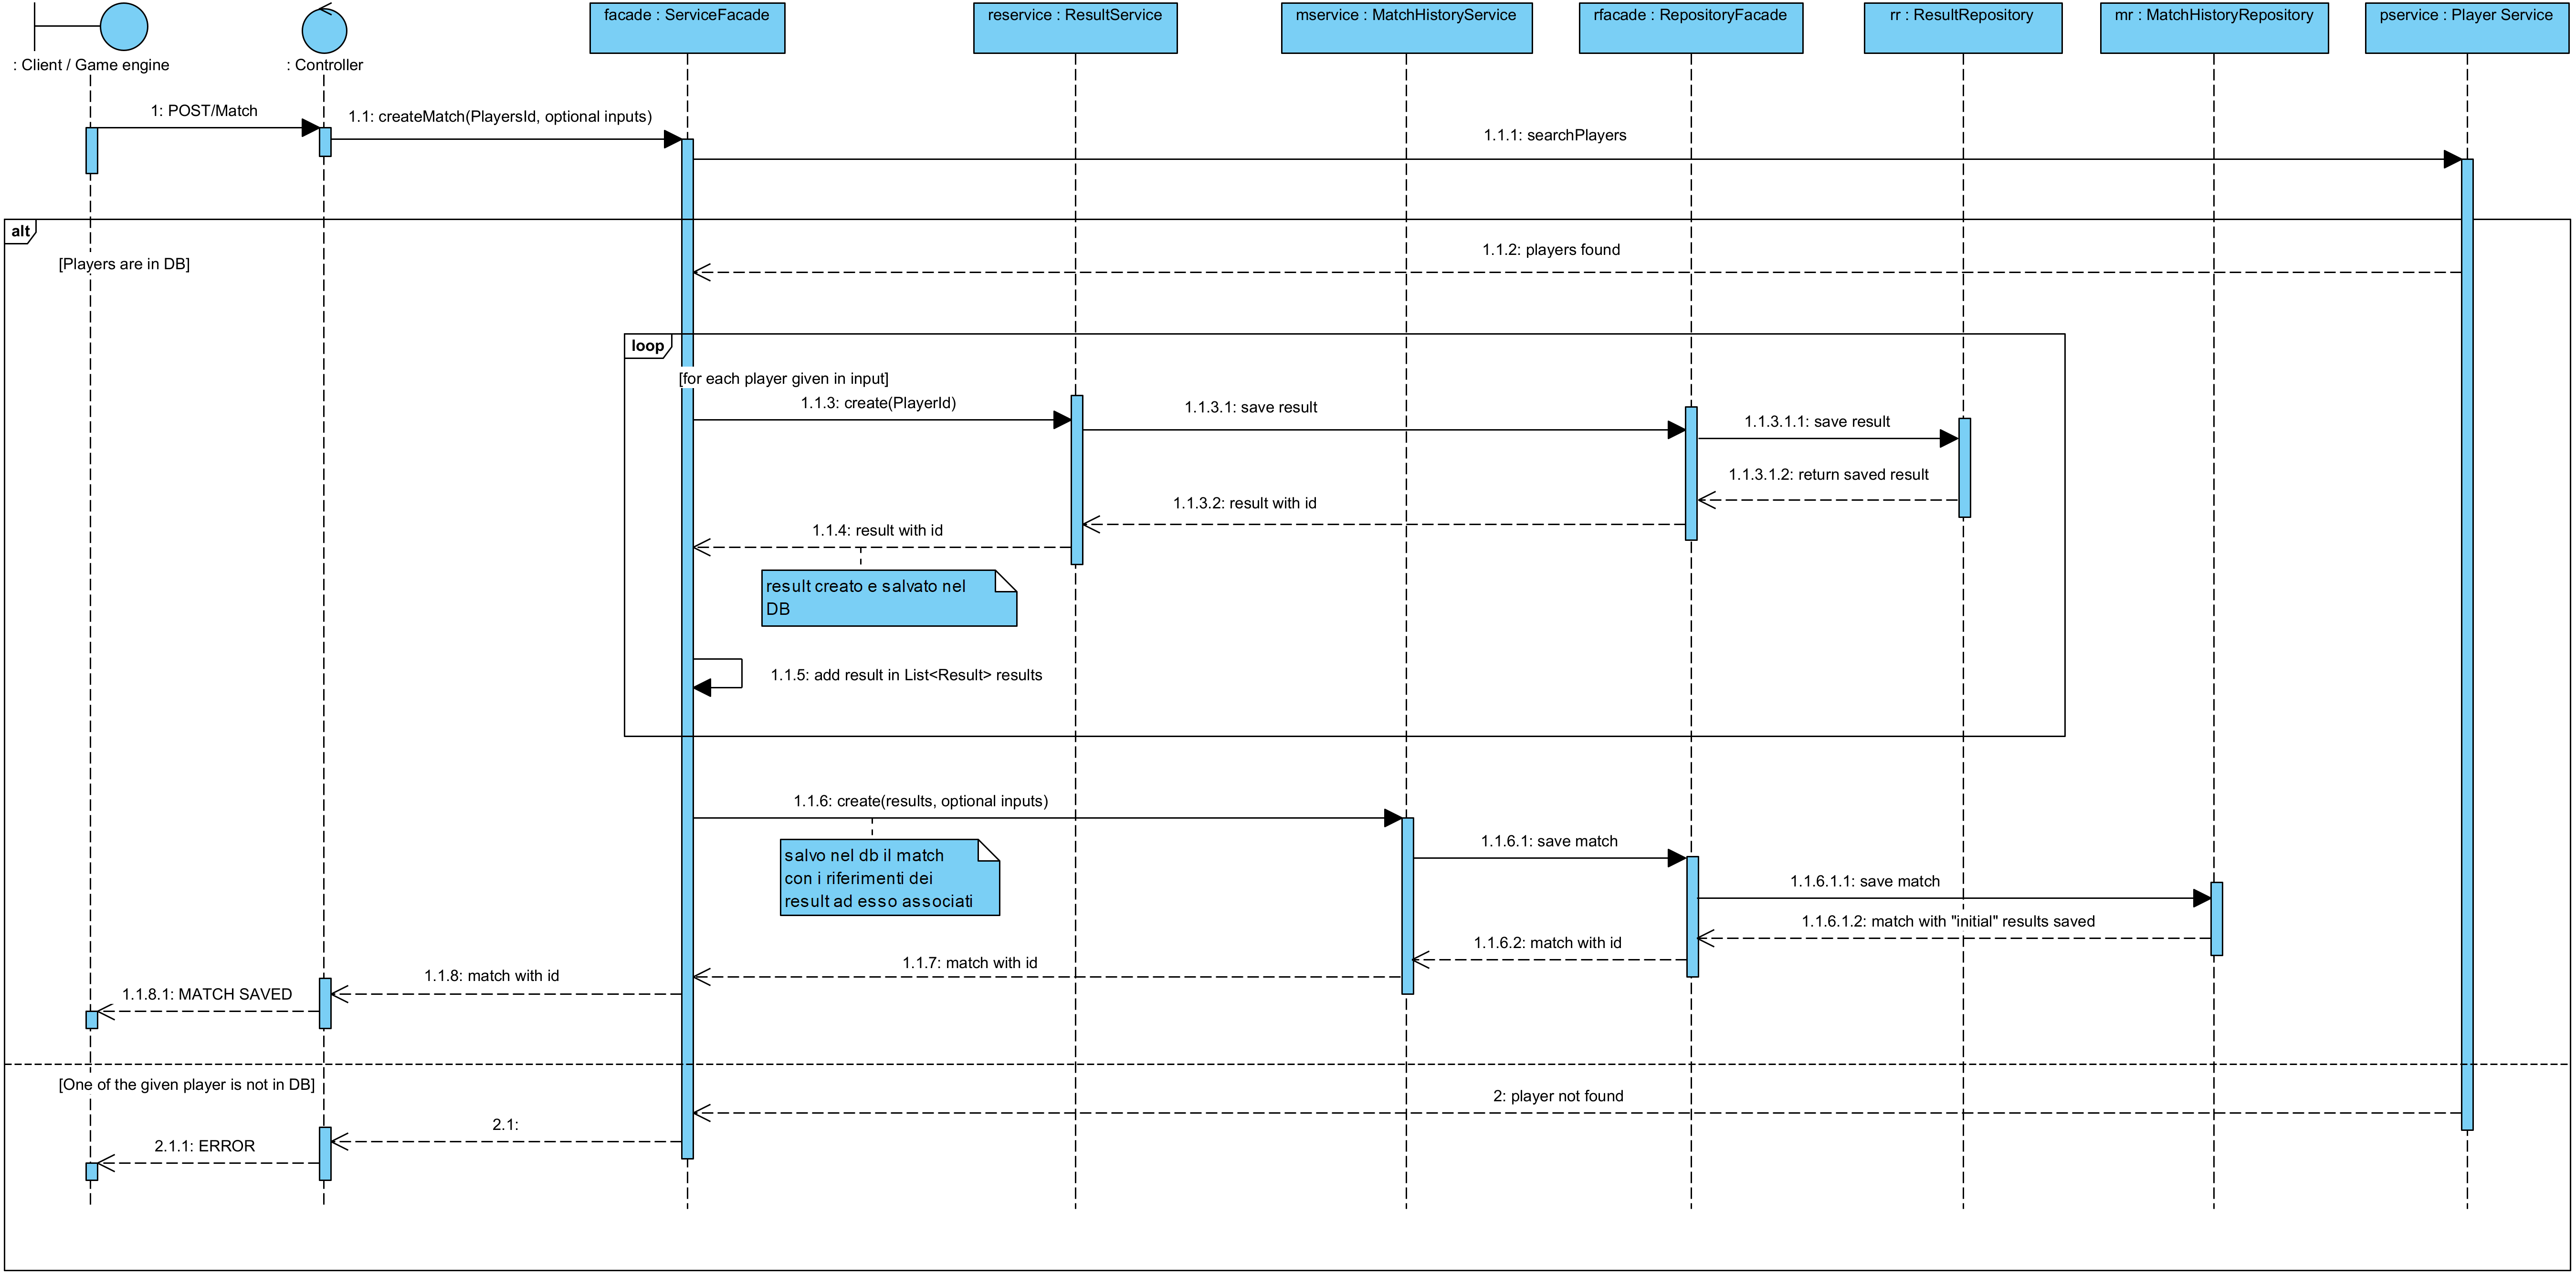 : Client / Game engine
: Controller
facade : ServiceFacade
reservice : ResultService
mservice : MatchHistoryService
rfacade : RepositoryFacade
rr : ResultRepository
mr : MatchHistoryRepository
pservice : Player Service
1: POST/Match
1.1: createMatch(PlayersId, optional inputs)
1.1.1: searchPlayers
alt
[Players are in DB]
1.1.2: players found
loop
[for each player given in input]
1.1.3: create(PlayerId)
1.1.3.1: save result
1.1.3.1.1: save result
1.1.3.1.2: return saved result
1.1.3.2: result with id
1.1.4: result with id
result creato e salvato nel
DB
1.1.5: add result in List<Result> results
1.1.6: create(results, optional inputs)
salvo nel db il match
con i riferimenti dei
result ad esso associati
1.1.6.1: save match
1.1.6.1.1: save match
1.1.6.1.2: match with "initial" results saved
1.1.6.2: match with id
1.1.7: match with id
1.1.8: match with id
1.1.8.1: MATCH SAVED
[One of the given player is not in DB]
2: player not found
2.1:
2.1.1: ERROR